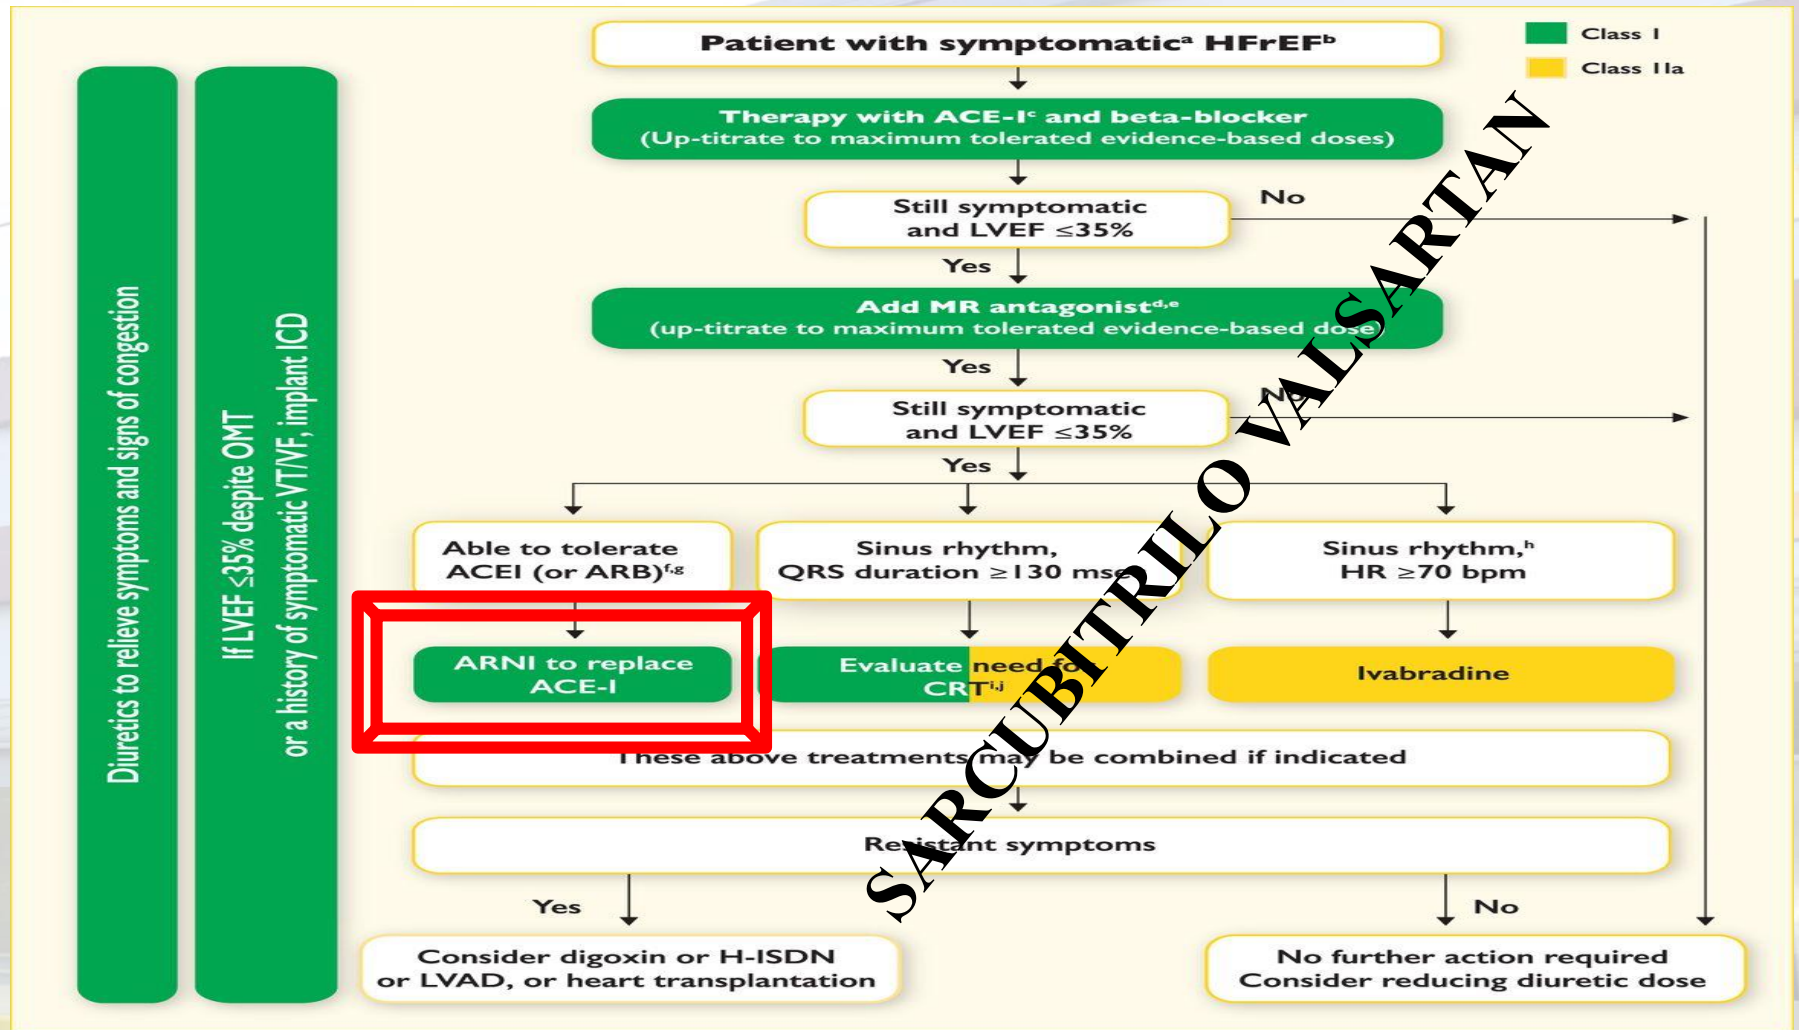 Patient with symptomaticᵃ HFrEFᵇ
Class I
Class IIa
Therapy with ACE-Iᶜ and beta-blocker
(Up-titrate to maximum tolerated evidence-based doses)
Still symptomatic
and LVEF ≤35%
No
Yes
Add MR antagonistᵈ,ᵉ
(up-titrate to maximum tolerated evidence-based dose)
Yes
Still symptomatic
and LVEF ≤35%
No
Yes
Able to tolerate
ACEI (or ARB)ᶠ,ᵍ
Sinus rhythm,
QRS duration ≥130 msec
Sinus rhythm,ʰ
HR ≥70 bpm
ARNI to replace
ACE-I
Evaluate need for
CRTⁱ,ʲ
Ivabradine
These above treatments may be combined if indicated
Resistant symptoms
Yes
No
Consider digoxin or H-ISDN
or LVAD, or heart transplantation
No further action required
Consider reducing diuretic dose
Diuretics to relieve symptoms and signs of congestion
If LVEF ≤35% despite OMT
or a history of symptomatic VT/VF, implant ICD
SARCUBITRILO VALSARTAN